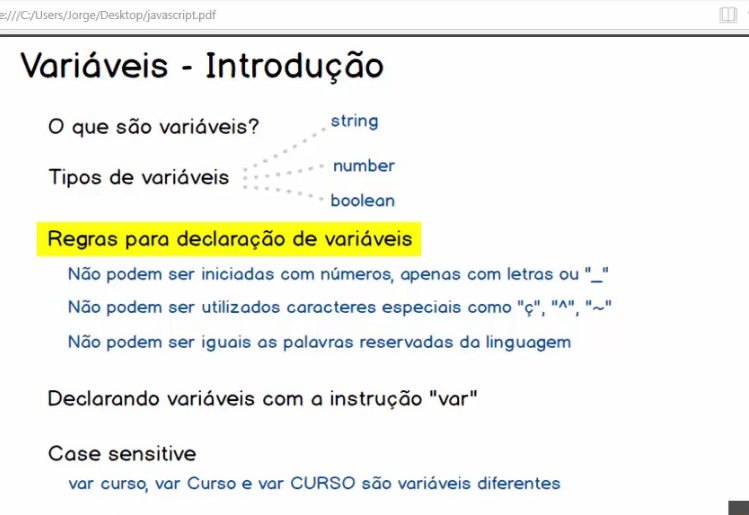 e:///C:/Users/Jorge/Desktop/javascript.pdf
Variáveis - Introdução
O que são variáveis?
string
Tipos de variáveis
number
boolean
Regras para declaração de variáveis
Não podem ser iniciadas com números, apenas com letras ou "_"
Não podem ser utilizados caracteres especiais como "ç", "^", "~"
Não podem ser iguais as palavras reservadas da linguagem
Declarando variáveis com a instrução "var"
Case sensitive
var curso, var Curso e var CURSO são variáveis diferentes